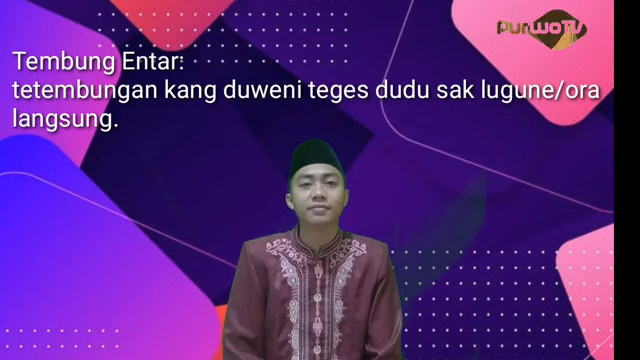 PURWOTV
Tembung Entar:
tetembungan kang duweni teges dudu sak lugune/ora
langsung.